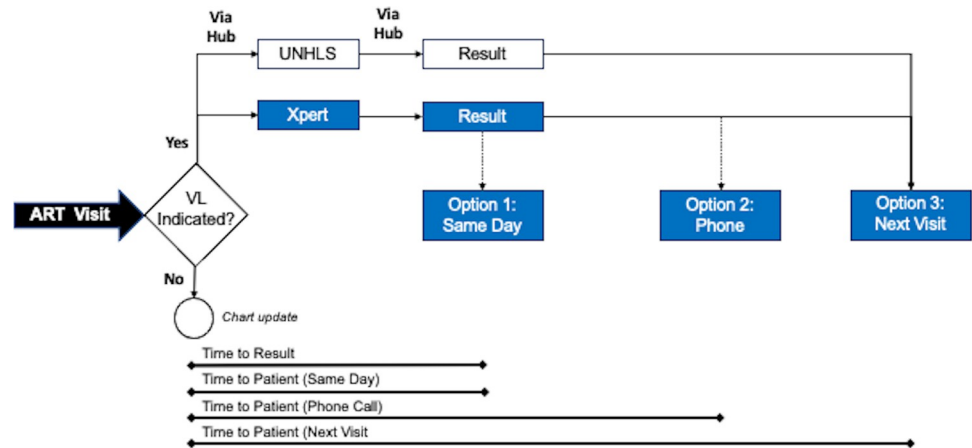 Via
Hub
Via
Hub
UNHLS
Result
Xpert
Result
Yes
ART Visit
VL
Indicated?
Option 1:
Same Day
Option 2:
Phone
Option 3:
Next Visit
No
Chart update
Time to Result
Time to Patient (Same Day)
Time to Patient (Phone Call)
Time to Patient (Next Visit